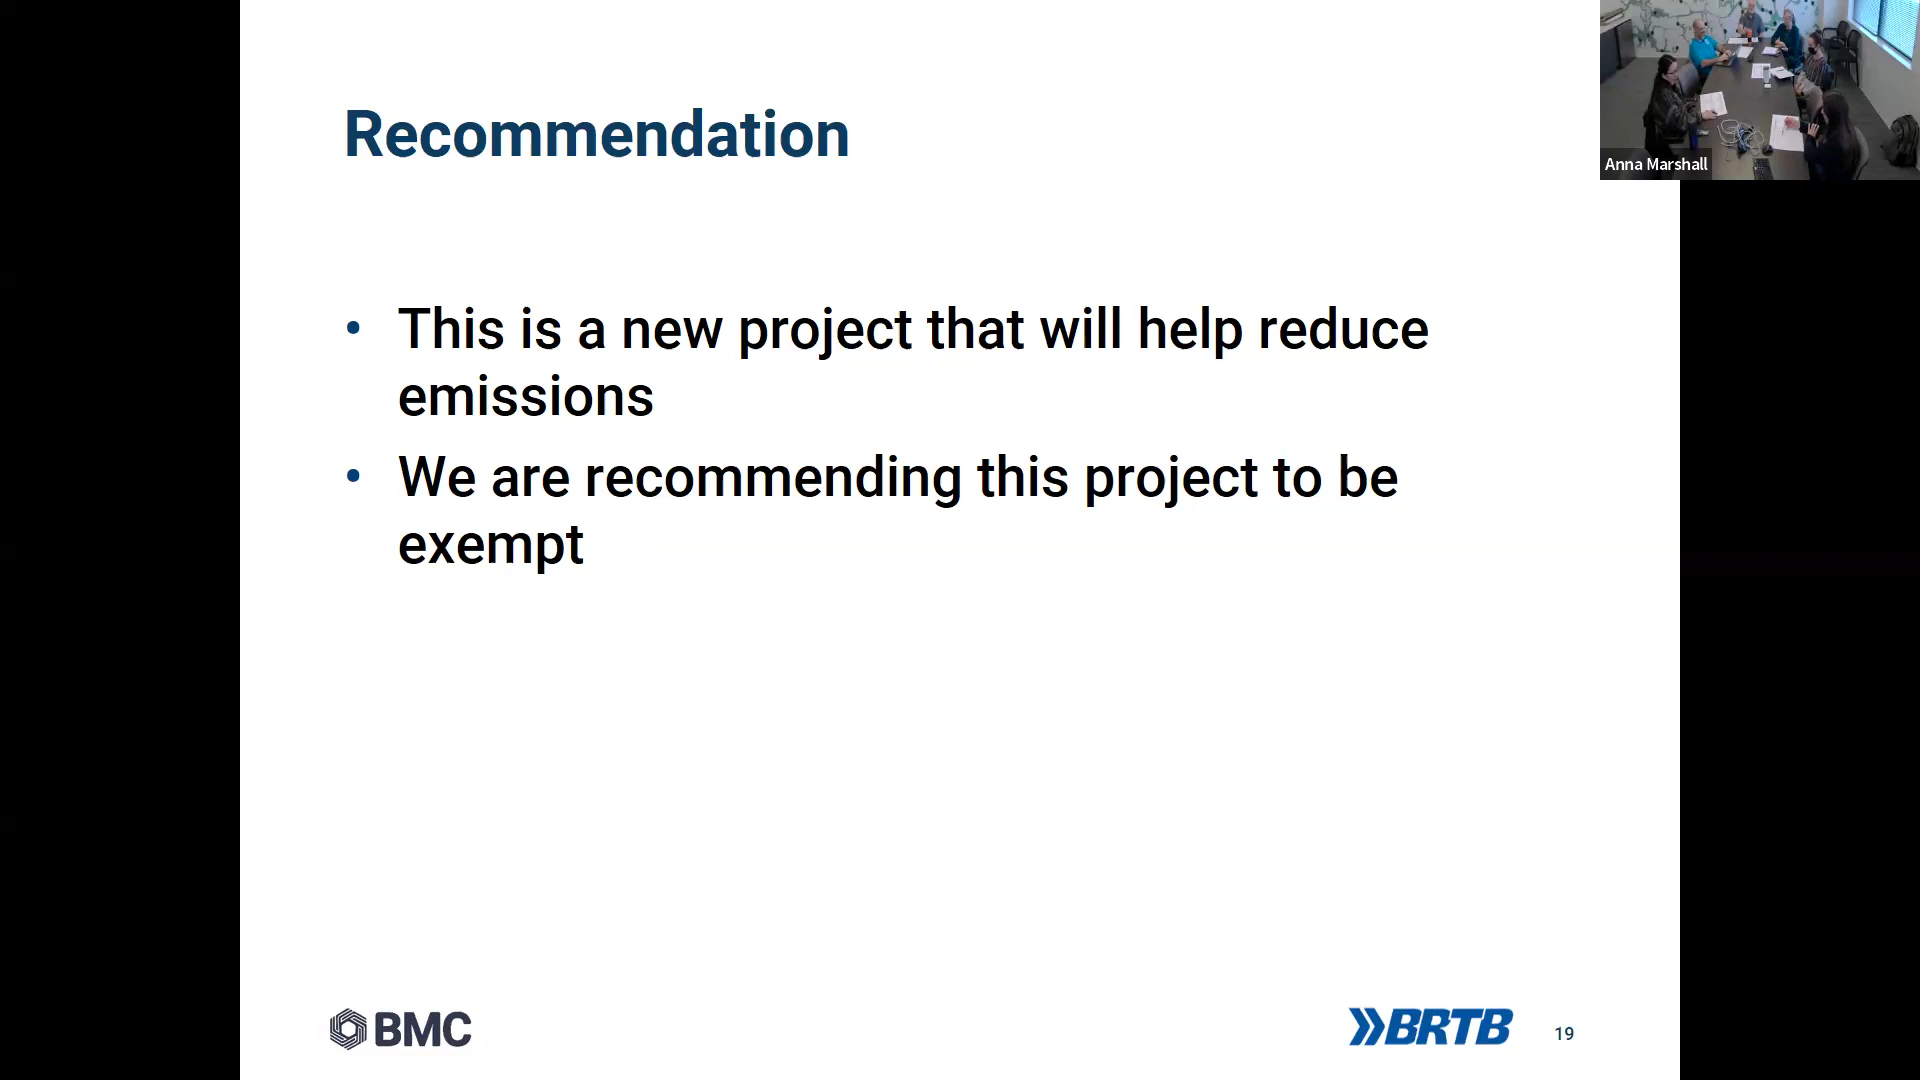 Recommendation
Anna Marshall
• This is a new project that will help reduce
emissions
• We are recommending this project to be
exempt
BMC
BRTB
19